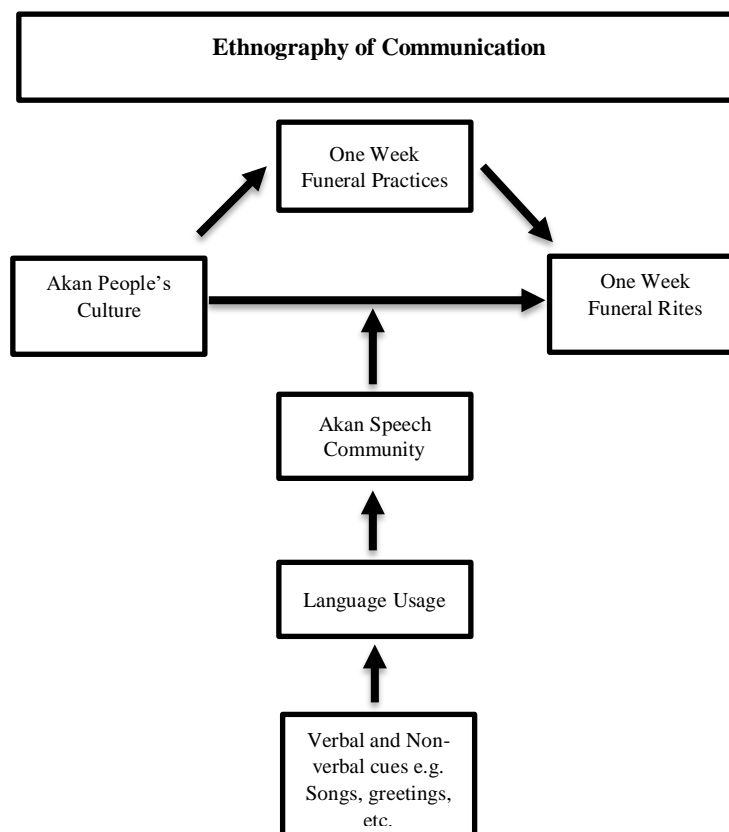 Ethnography of Communication
One Week
Funeral Practices
Akan People’s
Culture
One Week
Funeral Rites
Akan Speech
Community
Language Usage
Verbal and Non-
verbal cues e.g.
Songs, greetings,
etc.